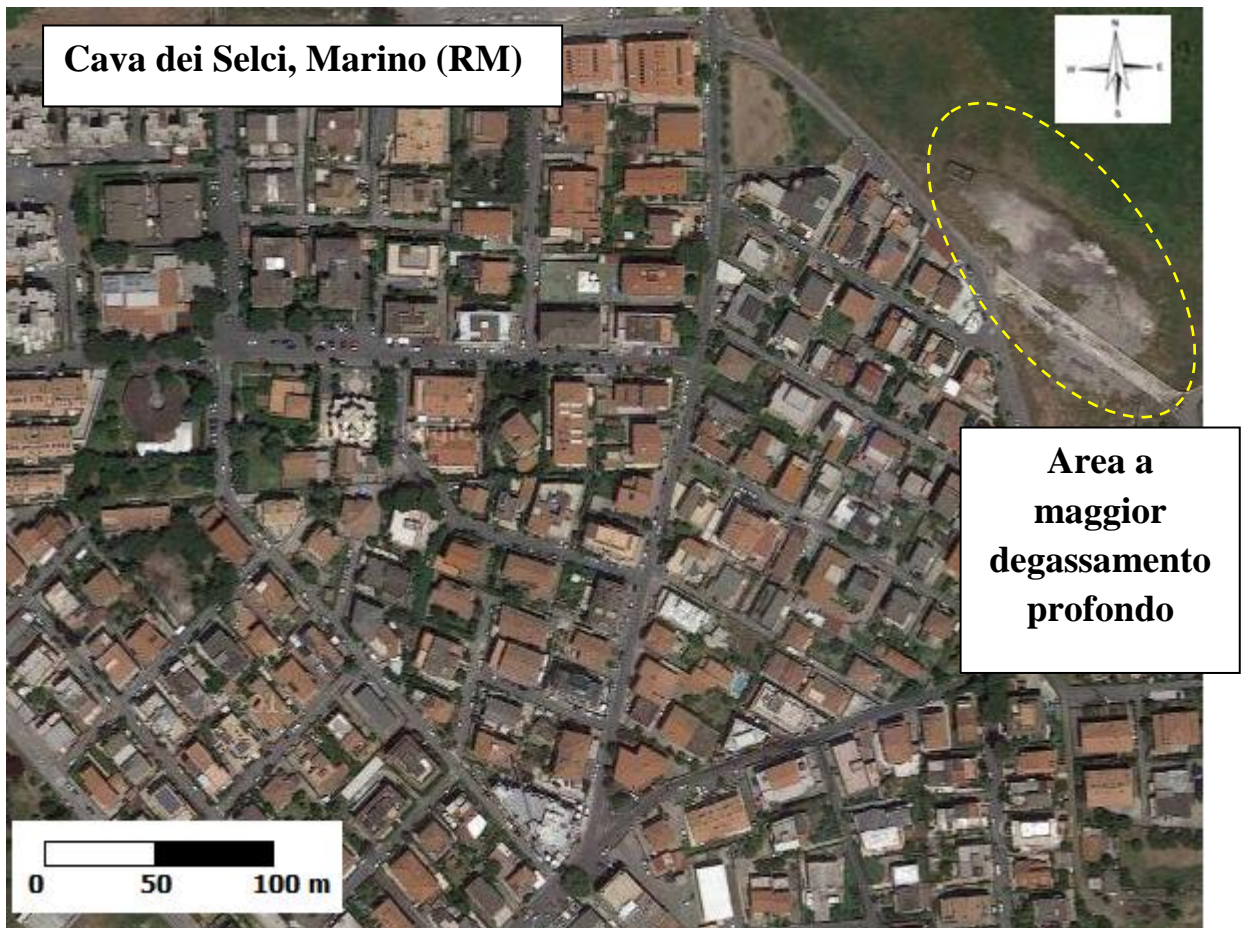 Cava dei Selci, Marino (RM)
N
W E
S
Area a
maggior
degassamento
profondo
0 50 100 m